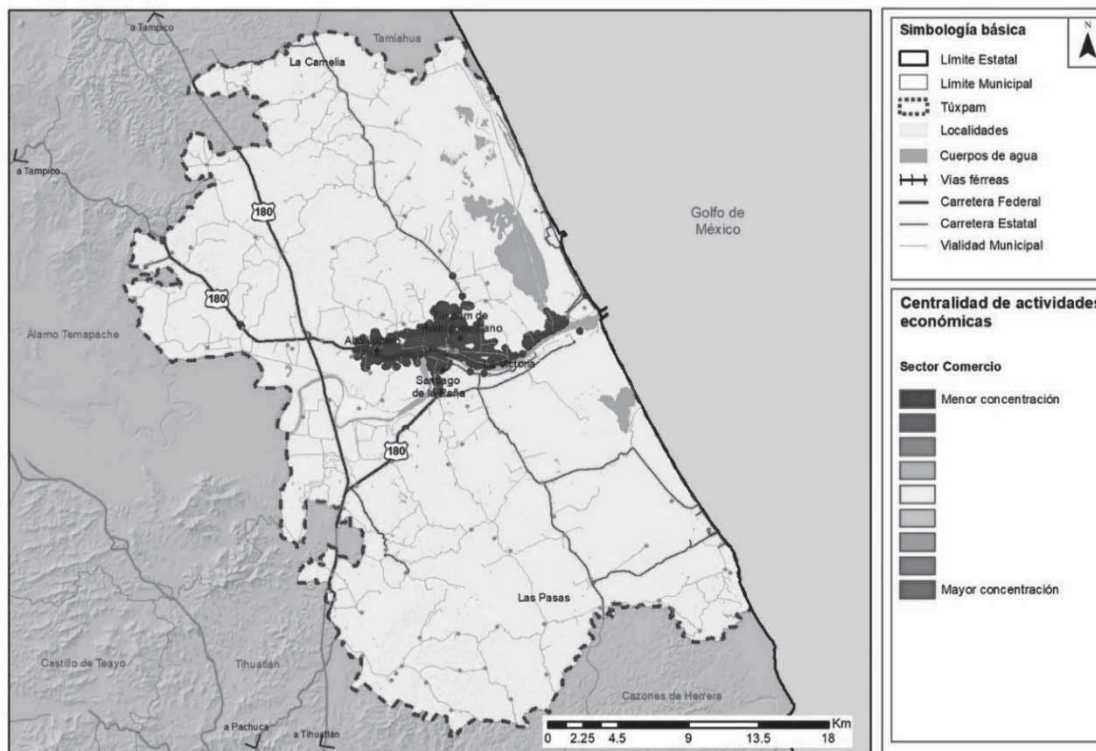 a Tampico
Tamiahua
La Camelia
a Tampico
180
Golfo de
México
180
Álamo Temapache
Victoria
Santiago
de la Peña
180
Las Pasas
Castillo de Teayo
Tihuatlán
Cazones de Herrera
a Pachuca
a Tihuatlán
Km
0 2.25 4.5 9 13.5 18
Simbología básica
N
Límite Estatal
Límite Municipal
Túxpam
Localidades
Cuerpos de agua
Vías férreas
Carretera Federal
Carretera Estatal
Vialidad Municipal
Centralidad de actividades
económicas
Sector Comercio
Menor concentración
Mayor concentración